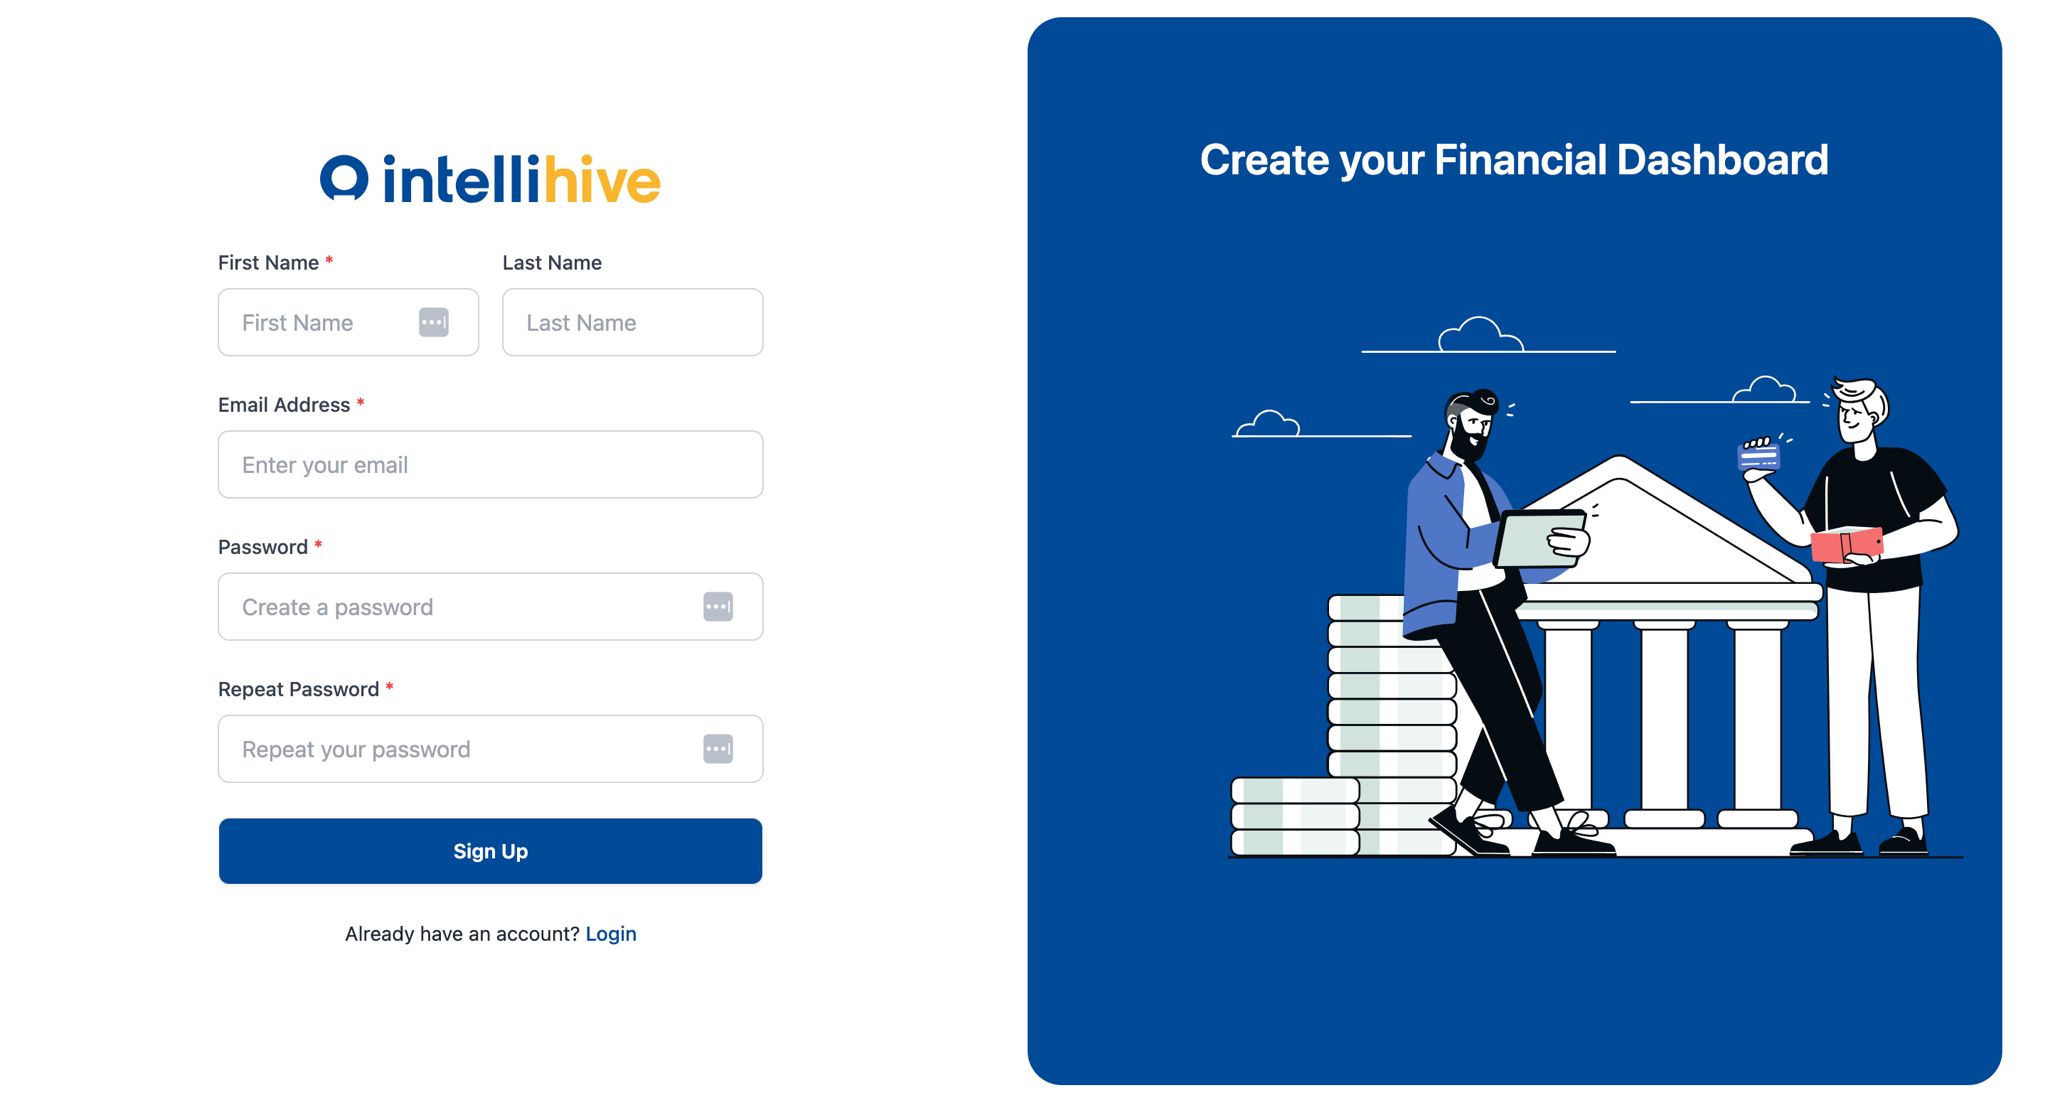 intellihive
First Name *
Last Name
First Name
Last Name
Email Address *
Enter your email
Password *
Create a password
Repeat Password *
Repeat your password
Sign Up
Already have an account? Login
Create your Financial Dashboard